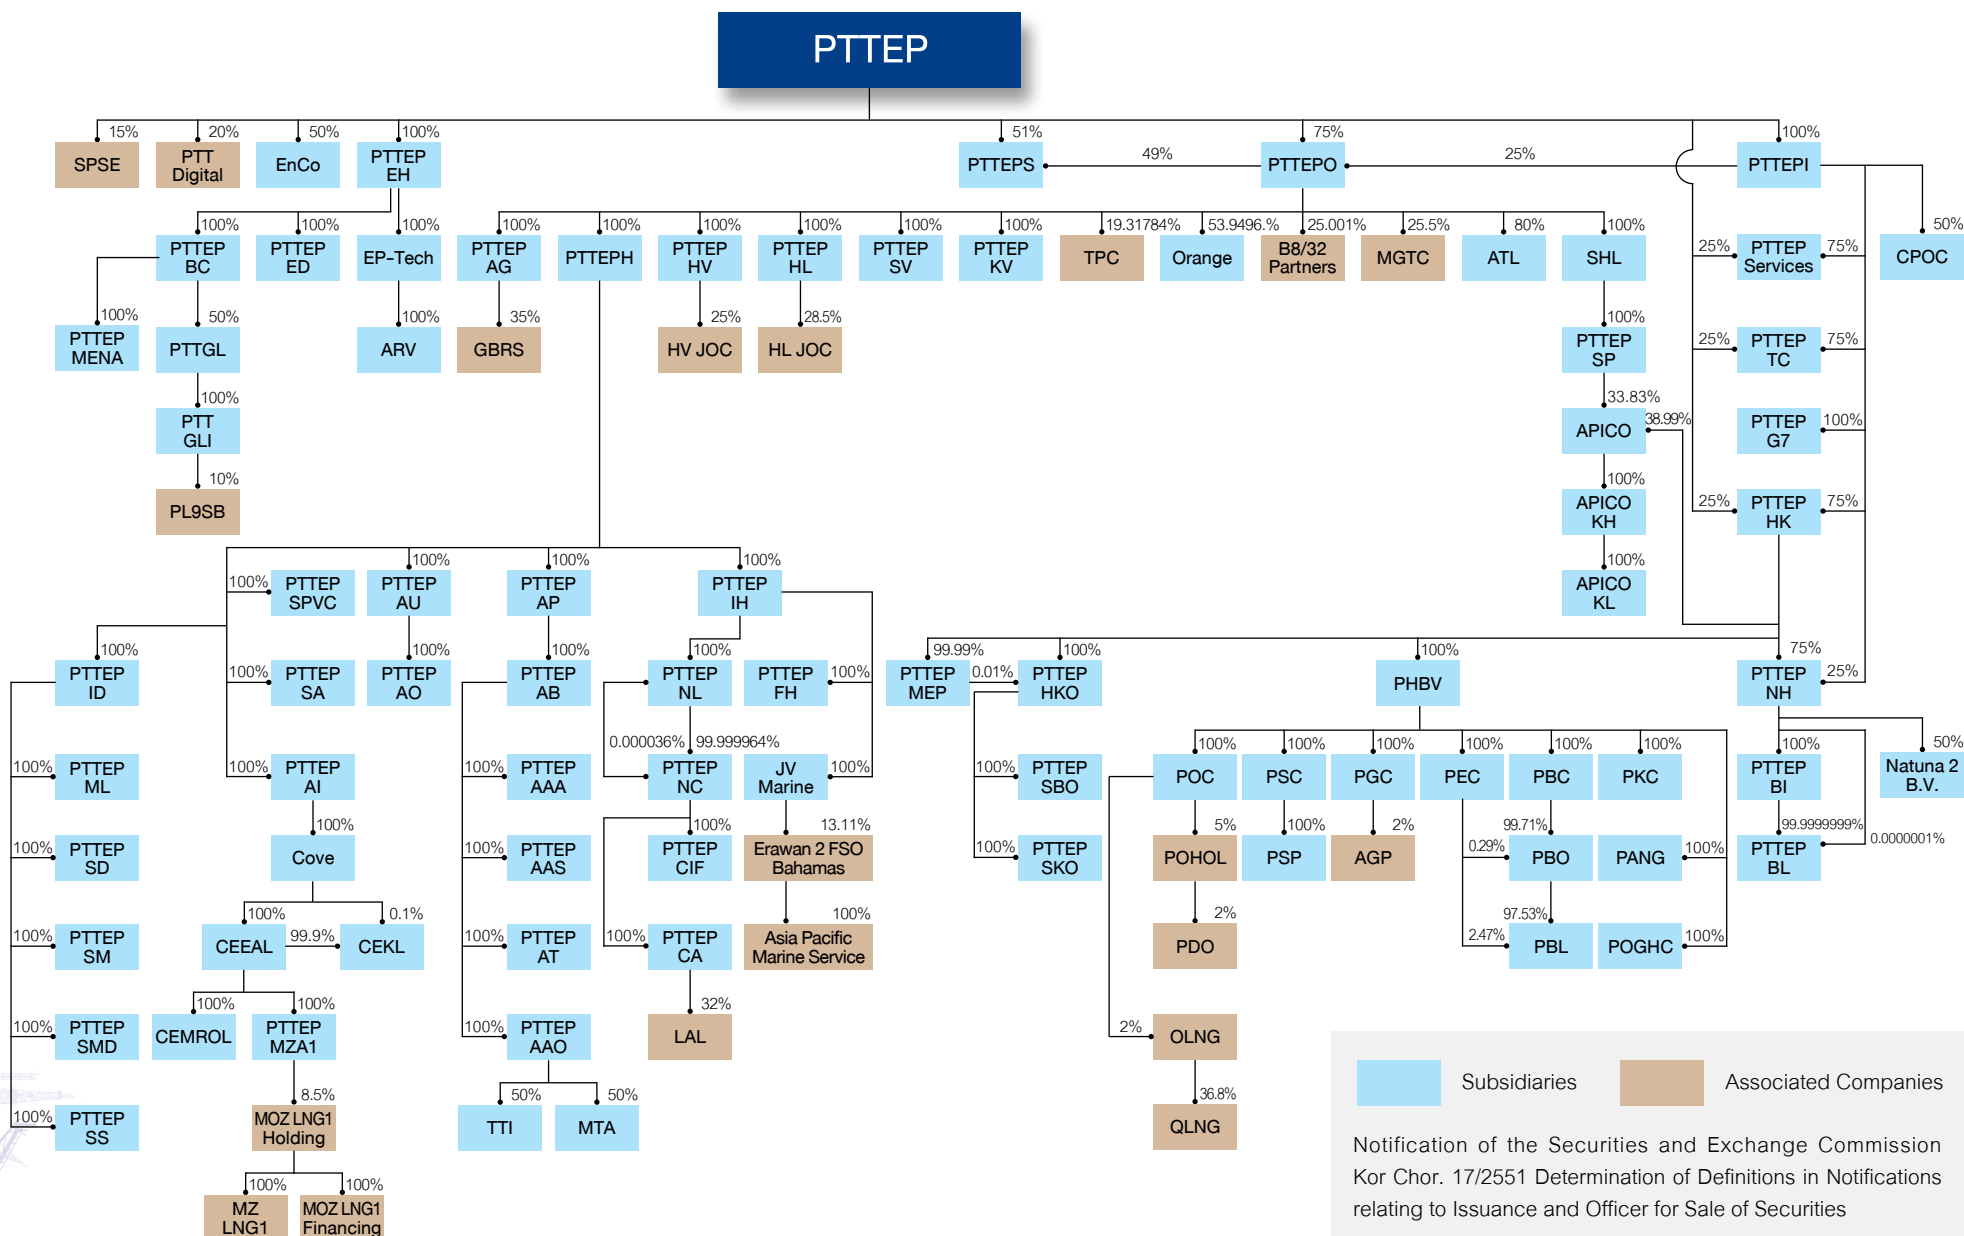 PTTEP
15%
20%
50%
100%
51%
75%
100%
SPSE
PTT
Digital
EnCo
PTTEP
EH
PTTEPS
49%
PTTEPO
25%
PTTEPI
100%
100%
100%
100%
100%
100%
100%
100%
100%
19.31784%
53.9496.%
25.001%
25.5%
80%
100%
50%
PTTEP
BC
PTTEP
ED
EP-Tech
PTTEP
AG
PTTEPH
PTTEP
HV
PTTEP
HL
PTTEP
SV
PTTEP
KV
TPC
Orange
B8/32
Partners
MGTC
ATL
SHL
25%
PTTEP
Services
75%
CPOC
100%
50%
100%
35%
25%
28.5%
100%
PTTEP
MENA
PTTGL
ARV
GBRS
HV JOC
HL JOC
PTTEP
SP
25%
PTTEP
TC
75%
100%
33.83%
PTT
GLI
APICO
38.99%
PTTEP
G7
100%
10%
100%
PL9SB
APICO
KH
25%
PTTEP
HK
75%
100%
100%
100%
100%
100%
PTTEP
SPVC
PTTEP
AU
PTTEP
AP
PTTEP
IH
APICO
KL
100%
100%
100%
100%
99.99%
100%
100%
75%
PTTEP
ID
100%
PTTEP
SA
PTTEP
AO
PTTEP
AB
PTTEP
NL
PTTEP
FH
100%
PTTEP
MEP
0.01%
PTTEP
HKO
PHBV
PTTEP
NH
25%
0.000036%
99.999964%
100%
100%
100%
100%
100%
100%
100%
50%
100%
PTTEP
ML
100%
PTTEP
AI
100%
PTTEP
AAA
PTTEP
NC
JV
Marine
100%
100%
PTTEP
SBO
POC
PSC
PGC
PEC
PBC
PKC
PTTEP
BI
Natuna 2
B.V.
100%
100%
13.11%
5%
100%
2%
99.71%
99.9999999%
0.0000001%
100%
PTTEP
SD
Cove
100%
PTTEP
AAS
PTTEP
CIF
Erawan 2 FSO
Bahamas
100%
PTTEP
SKO
POHOL
PSP
AGP
0.29%
PBO
PANG
100%
PTTEP
BL
100%
0.1%
100%
2%
97.53%
100%
PTTEP
SM
CEEAL
99.9%
CEKL
100%
PTTEP
AT
100%
PTTEP
CA
Asia Pacific
Marine Service
PDO
2.47%
PBL
POGHC
100%
100%
100%
32%
100%
PTTEP
SMD
CEMROL
PTTEP
MZA1
100%
PTTEP
AAO
LAL
2%
OLNG
8.5%
50%
50%
36.8%
100%
PTTEP
SS
MOZ LNG1
Holding
TTI
MTA
QLNG
100%
100%
MZ
LNG1
MOZ LNG1
Financing
Subsidiaries
Associated Companies
Notification of the Securities and Exchange Commission
Kor Chor. 17/2551 Determination of Definitions in Notifications
relating to Issuance and Officer for Sale of Securities